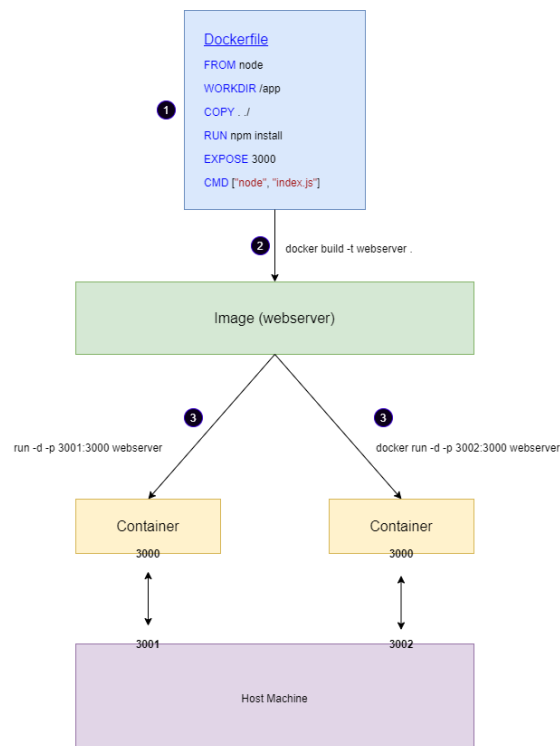 Dockerfile
FROM node
WORKDIR /app
1
COPY . ./
RUN npm install
EXPOSE 3000
CMD ["node", "index.js"]
2
docker build -t webserver .
Image (webserver)
3
3
run -d -p 3001:3000 webserver
docker run -d -p 3002:3000 webserver
Container
Container
3000
3000
3001
3002
Host Machine